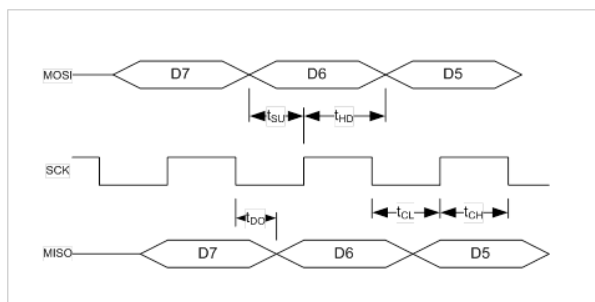 MOSI D7 D6 D5
tSU tHD
SCK
tDO tCL tCH
MISO D7 D6 D5